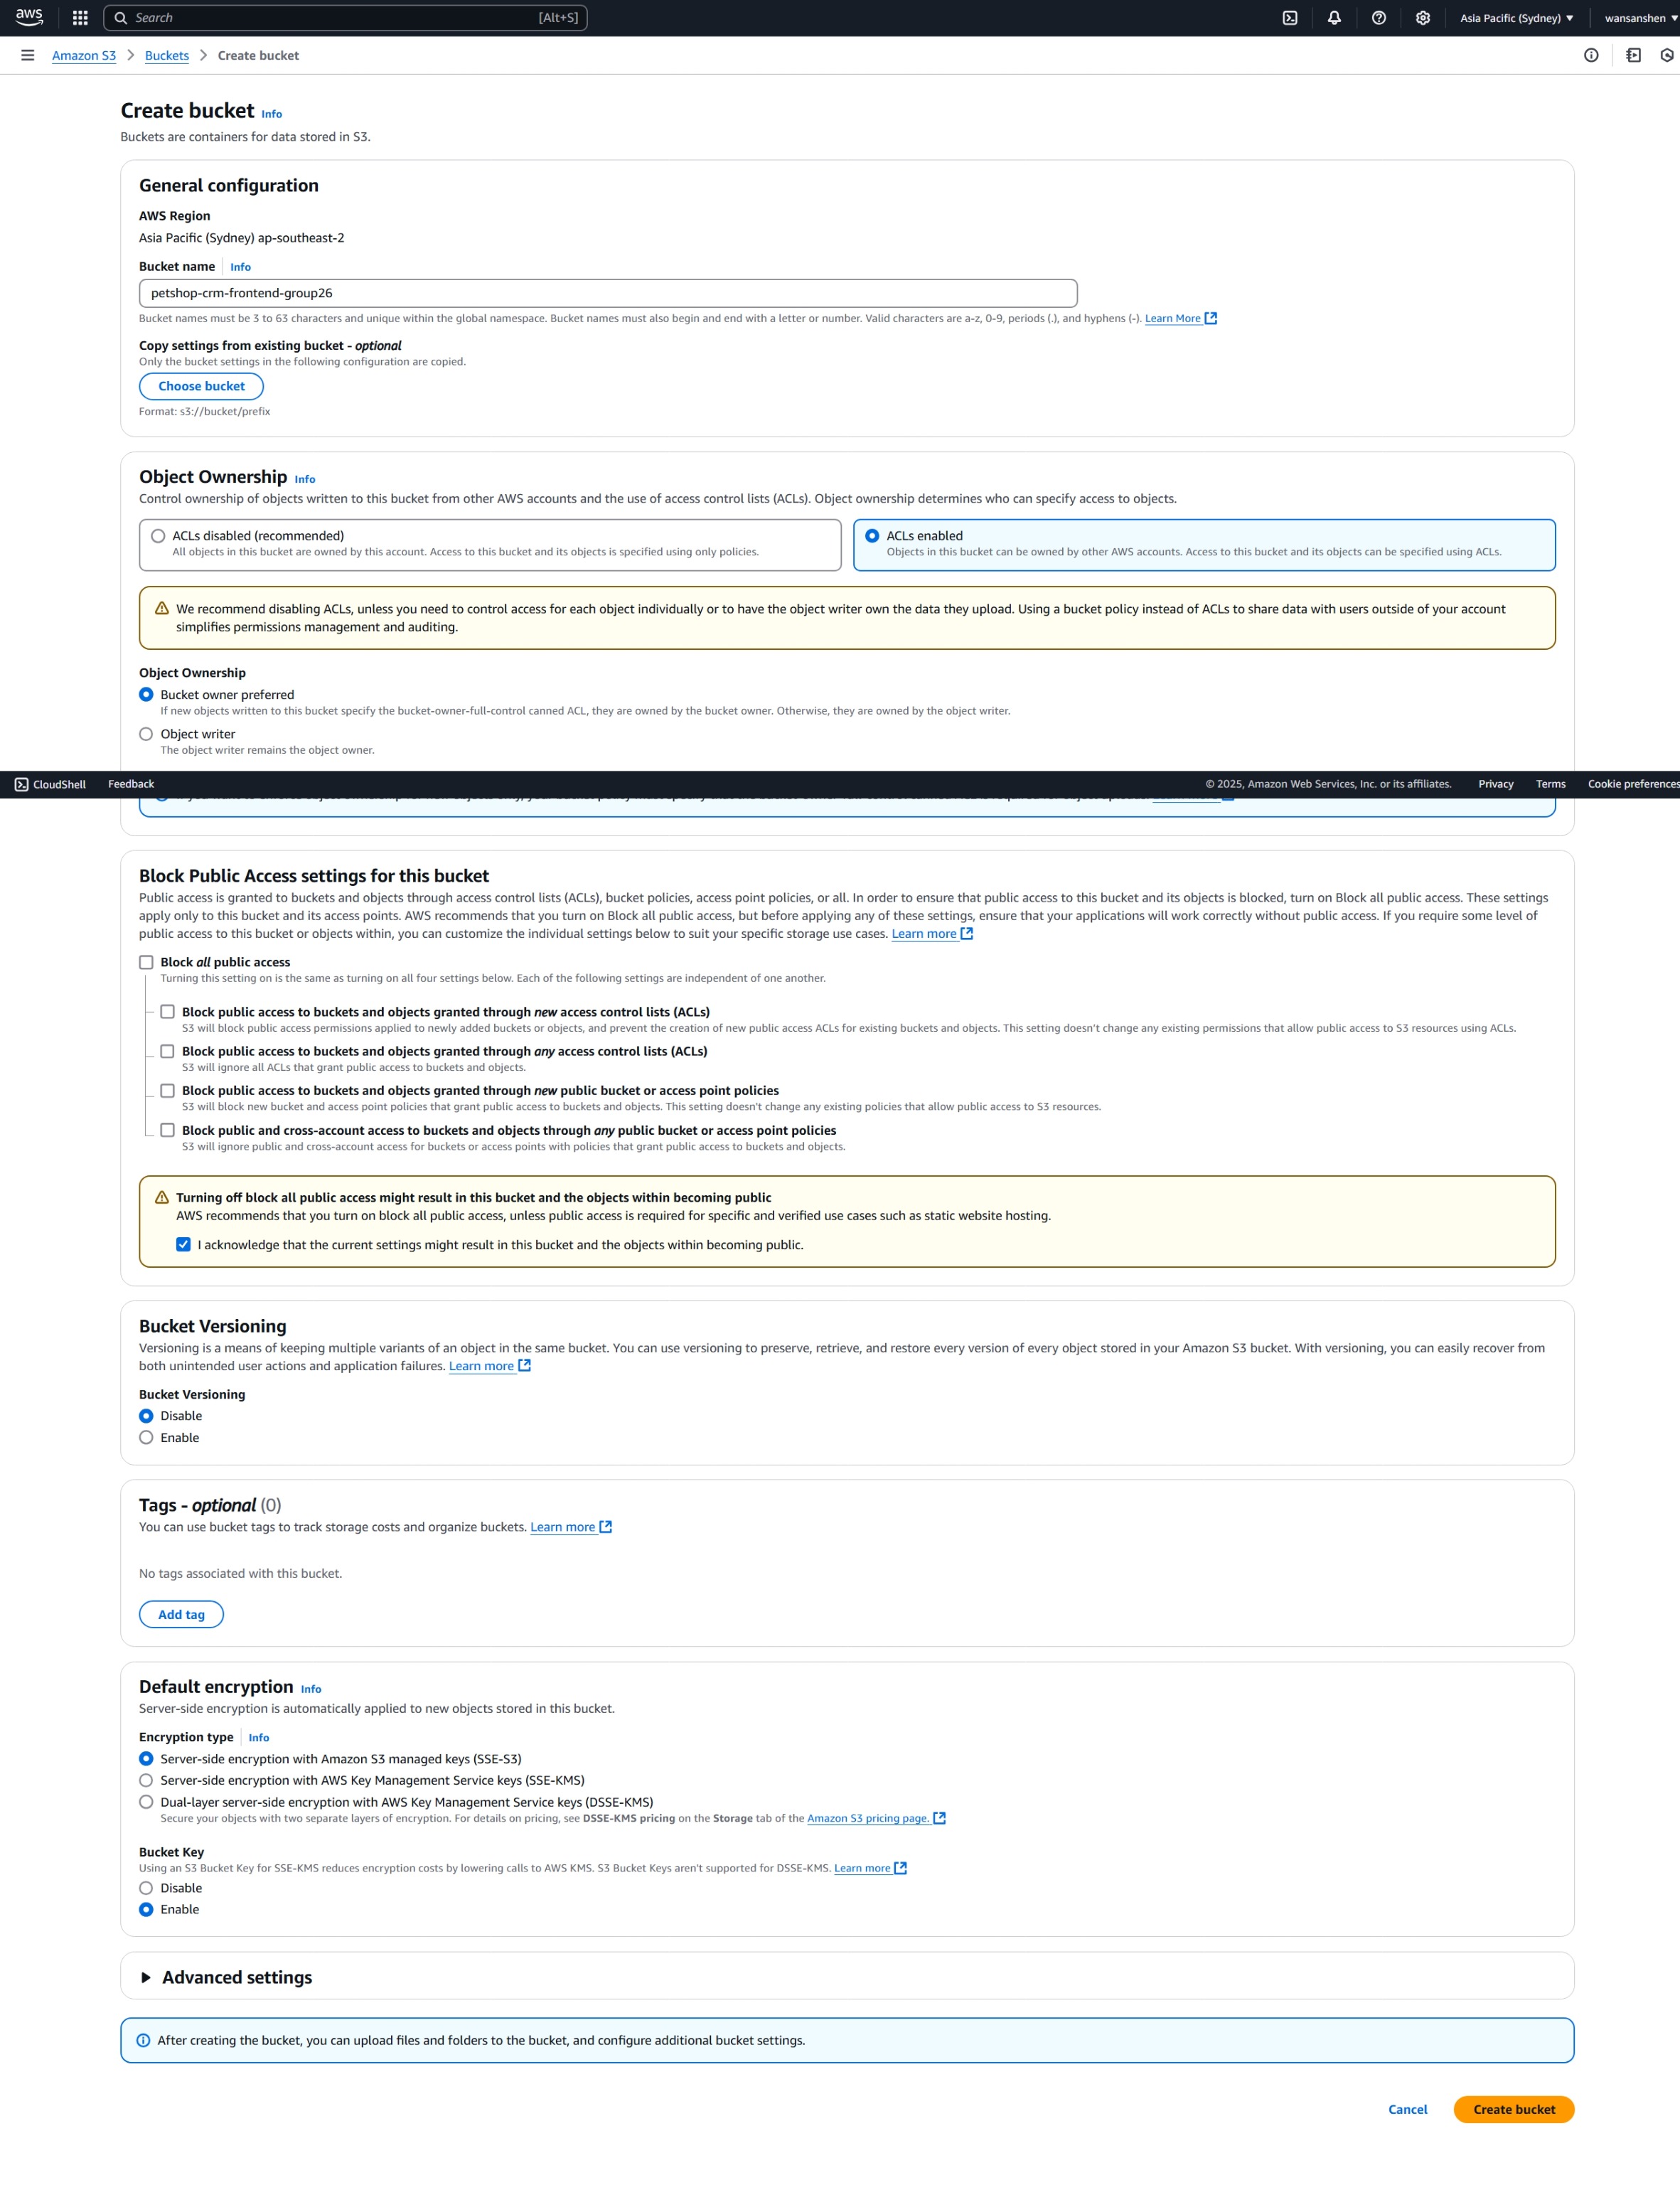 aws
Search [Alt+S]
Asia Pacific (Sydney)
wansanshen
Amazon S3 > Buckets > Create bucket
Create bucket Info
Buckets are containers for data stored in S3.
General configuration
AWS Region
Asia Pacific (Sydney) ap-southeast-2
Bucket name Info
petshop-crm-frontend-group26
Bucket names must be 3 to 63 characters and unique within the global namespace. Bucket names must also begin and end with a letter or number. Valid characters are a-z, 0-9, periods (.), and hyphens (-). Learn More
Copy settings from existing bucket - optional
Only the bucket settings in the following configuration are copied.
Choose bucket
Format: s3://bucket/prefix
Object Ownership Info
Control ownership of objects written to this bucket from other AWS accounts and the use of access control lists (ACLs). Object ownership determines who can specify access to objects.
ACLs disabled (recommended)
All objects in this bucket are owned by this account. Access to this bucket and its objects is specified using only policies.
ACLs enabled
Objects in this bucket can be owned by other AWS accounts. Access to this bucket and its objects can be specified using ACLs.
We recommend disabling ACLs, unless you need to control access for each object individually or to have the object writer own the data they upload. Using a bucket policy instead of ACLs to share data with users outside of your account
simplifies permissions management and auditing.
Object Ownership
Bucket owner preferred
If new objects written to this bucket specify the bucket-owner-full-control canned ACL, they are owned by the bucket owner. Otherwise, they are owned by the object writer.
Object writer
The object writer remains the object owner.
CloudShell Feedback
© 2025, Amazon Web Services, Inc. or its affiliates. Privacy Terms Cookie preferences
Block Public Access settings for this bucket
Public access is granted to buckets and objects through access control lists (ACLs), bucket policies, access point policies, or all. In order to ensure that public access to this bucket and its objects is blocked, turn on Block all public access. These settings
apply only to this bucket and its access points. AWS recommends that you turn on Block all public access, but before applying any of these settings, ensure that your applications will work correctly without public access. If you require some level of
public access to this bucket or objects within, you can customize the individual settings below to suit your specific storage use cases. Learn more
Block all public access
Turning this setting on is the same as turning on all four settings below. Each of the following settings are independent of one another.
Block public access to buckets and objects granted through new access control lists (ACLs)
S3 will block public access permissions applied to newly added buckets or objects, and prevent the creation of new public access ACLs for existing buckets and objects. This setting doesn't change any existing permissions that allow public access to S3 resources using ACLs.
Block public access to buckets and objects granted through any access control lists (ACLs)
S3 will ignore all ACLs that grant public access to buckets and objects.
Block public access to buckets and objects granted through new public bucket or access point policies
S3 will block new bucket and access point policies that grant public access to buckets and objects. This setting doesn't change any existing policies that allow public access to S3 resources.
Block public and cross-account access to buckets and objects through any public bucket or access point policies
S3 will ignore public and cross-account access for buckets or access points with policies that grant public access to buckets and objects.
Turning off block all public access might result in this bucket and the objects within becoming public
AWS recommends that you turn on block all public access, unless public access is required for specific and verified use cases such as static website hosting.
I acknowledge that the current settings might result in this bucket and the objects within becoming public.
Bucket Versioning
Versioning is a means of keeping multiple variants of an object in the same bucket. You can use versioning to preserve, retrieve, and restore every version of every object stored in your Amazon S3 bucket. With versioning, you can easily recover from
both unintended user actions and application failures. Learn more
Bucket Versioning
Disable
Enable
Tags - optional (0)
You can use bucket tags to track storage costs and organize buckets. Learn more
No tags associated with this bucket.
Add tag
Default encryption Info
Server-side encryption is automatically applied to new objects stored in this bucket.
Encryption type Info
Server-side encryption with Amazon S3 managed keys (SSE-S3)
Server-side encryption with AWS Key Management Service keys (SSE-KMS)
Dual-layer server-side encryption with AWS Key Management Service keys (DSSE-KMS)
Secure your objects with two separate layers of encryption. For details on pricing, see DSSE-KMS pricing on the Storage tab of the Amazon S3 pricing page.
Bucket Key
Using an S3 Bucket Key for SSE-KMS reduces encryption costs by lowering calls to AWS KMS. S3 Bucket Keys aren't supported for DSSE-KMS. Learn more
Disable
Enable
Advanced settings
After creating the bucket, you can upload files and folders to the bucket, and configure additional bucket settings.
Cancel
Create bucket